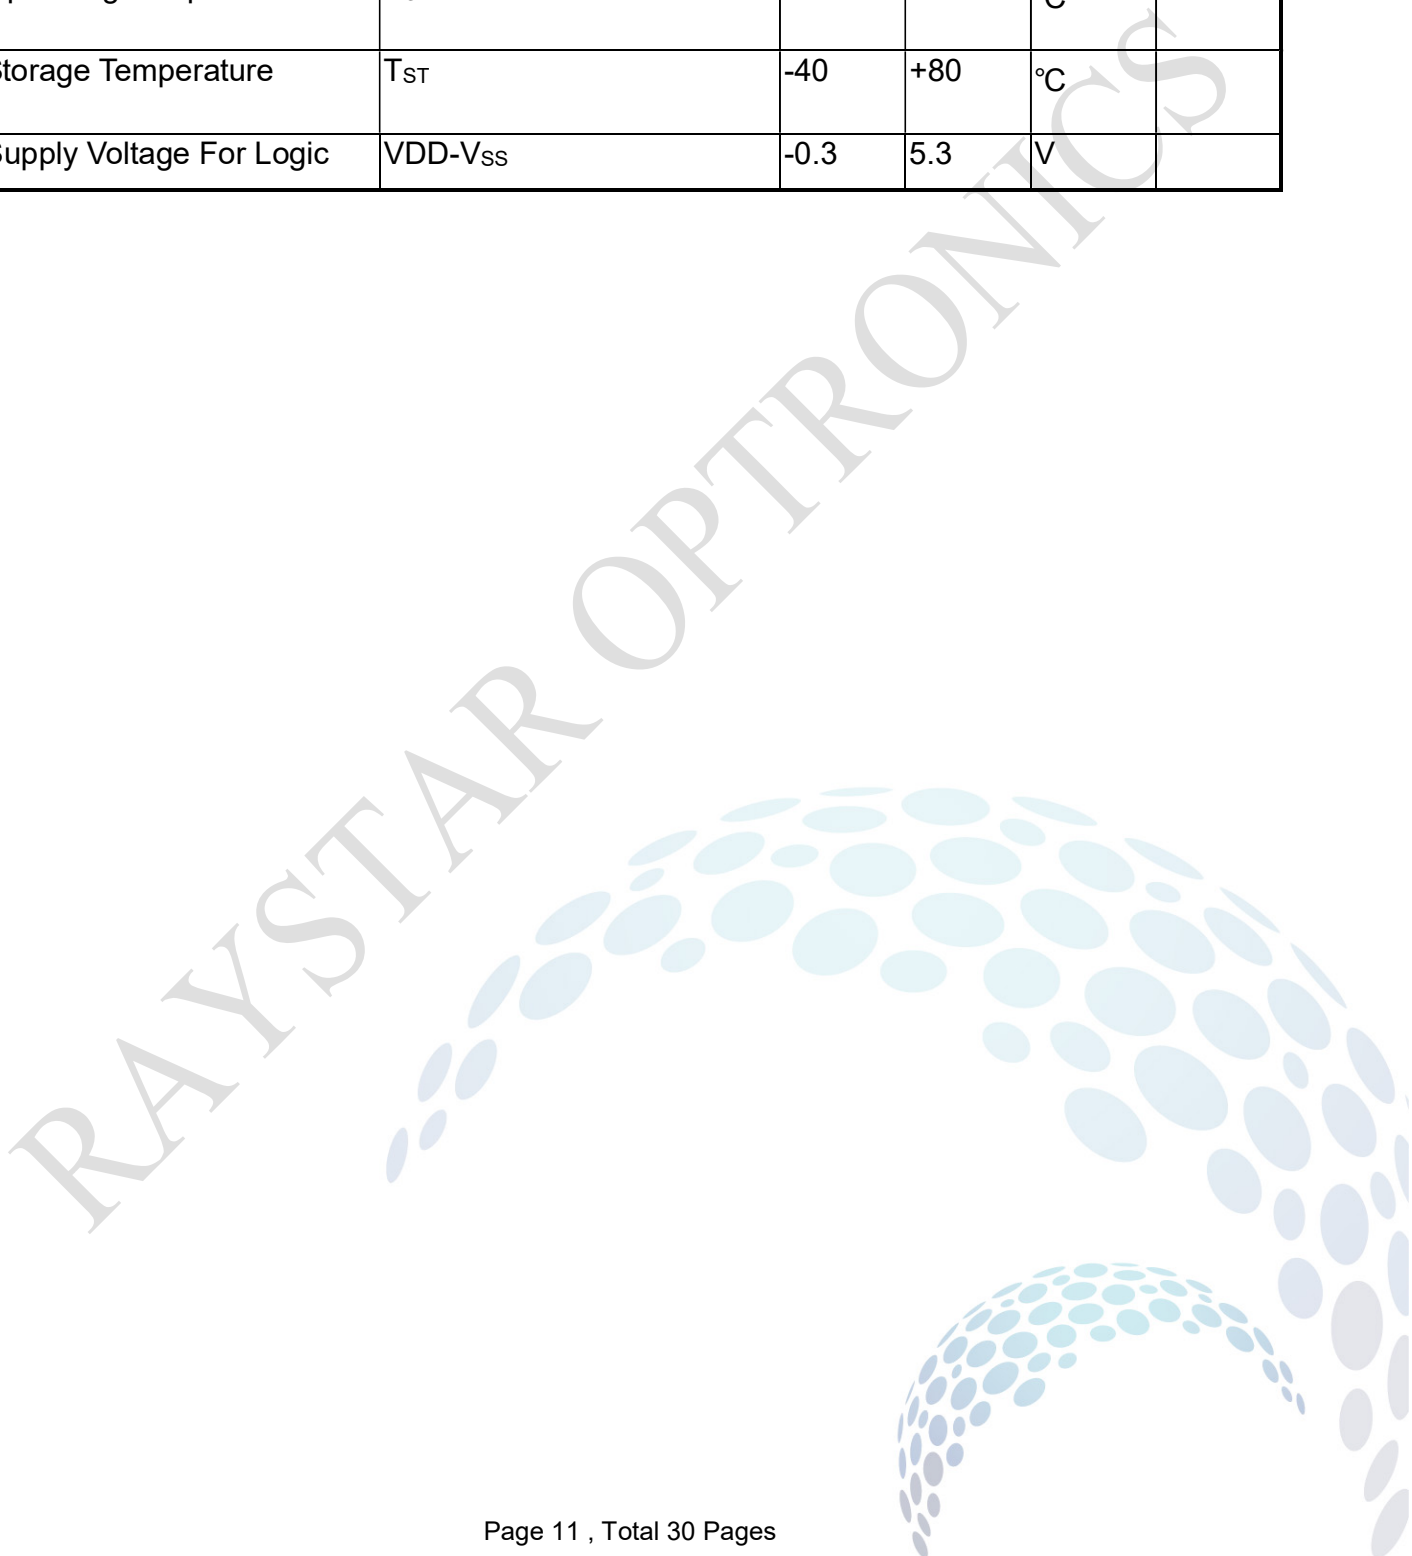 ℃
Storage Temperature TST -40 +80 ℃
Supply Voltage For Logic VDD-VSS -0.3 5.3 V
RAYSTAR OPTRONICS
Page 11 , Total 30 Pages